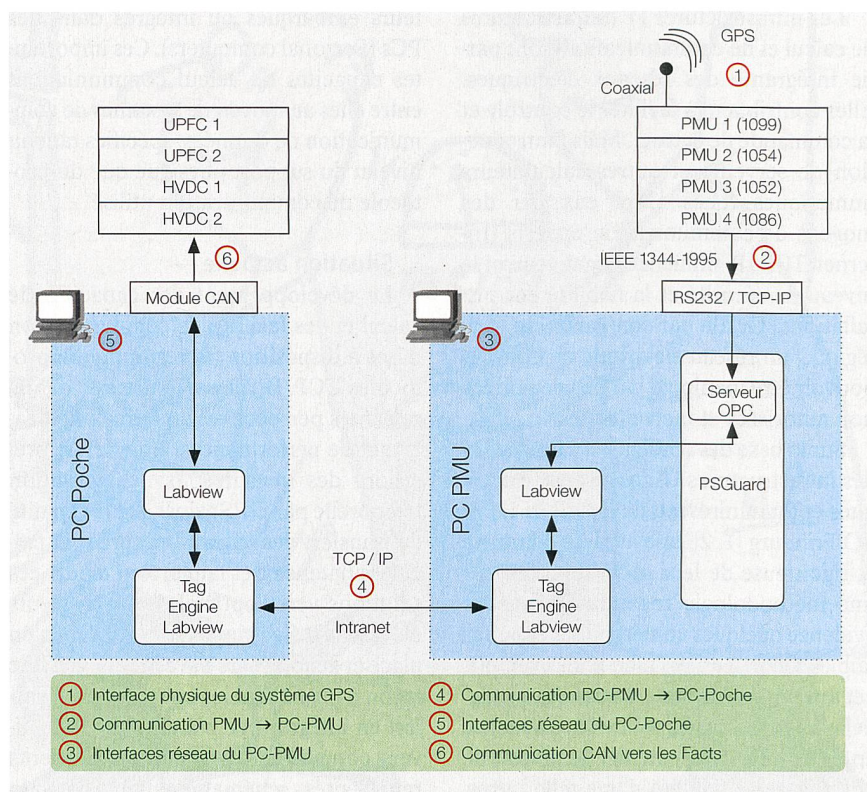 GPS
1
Coaxial
UPFC 1
UPFC 2
HVDC 1
HVDC 2
PMU 1 (1099)
PMU 2 (1054)
PMU 3 (1052)
PMU 4 (1086)
6
IEEE 1344-1995
2
Module CAN
RS232 \ TCP-IP
5
3
PC Poche
PC PMU
Serveur
OPC
PSGuard
Labview
Labview
TCP / IP
4
Intranet
Tag
Engine
Labview
Tag
Engine
Labview
1 Interface physique du système GPS
2 Communication PMU → PC-PMU
3 Interfaces réseau du PC-PMU
4 Communication PC-PMU → PC-Poche
5 Interfaces réseau du PC-Poche
6 Communication CAN vers les Facts